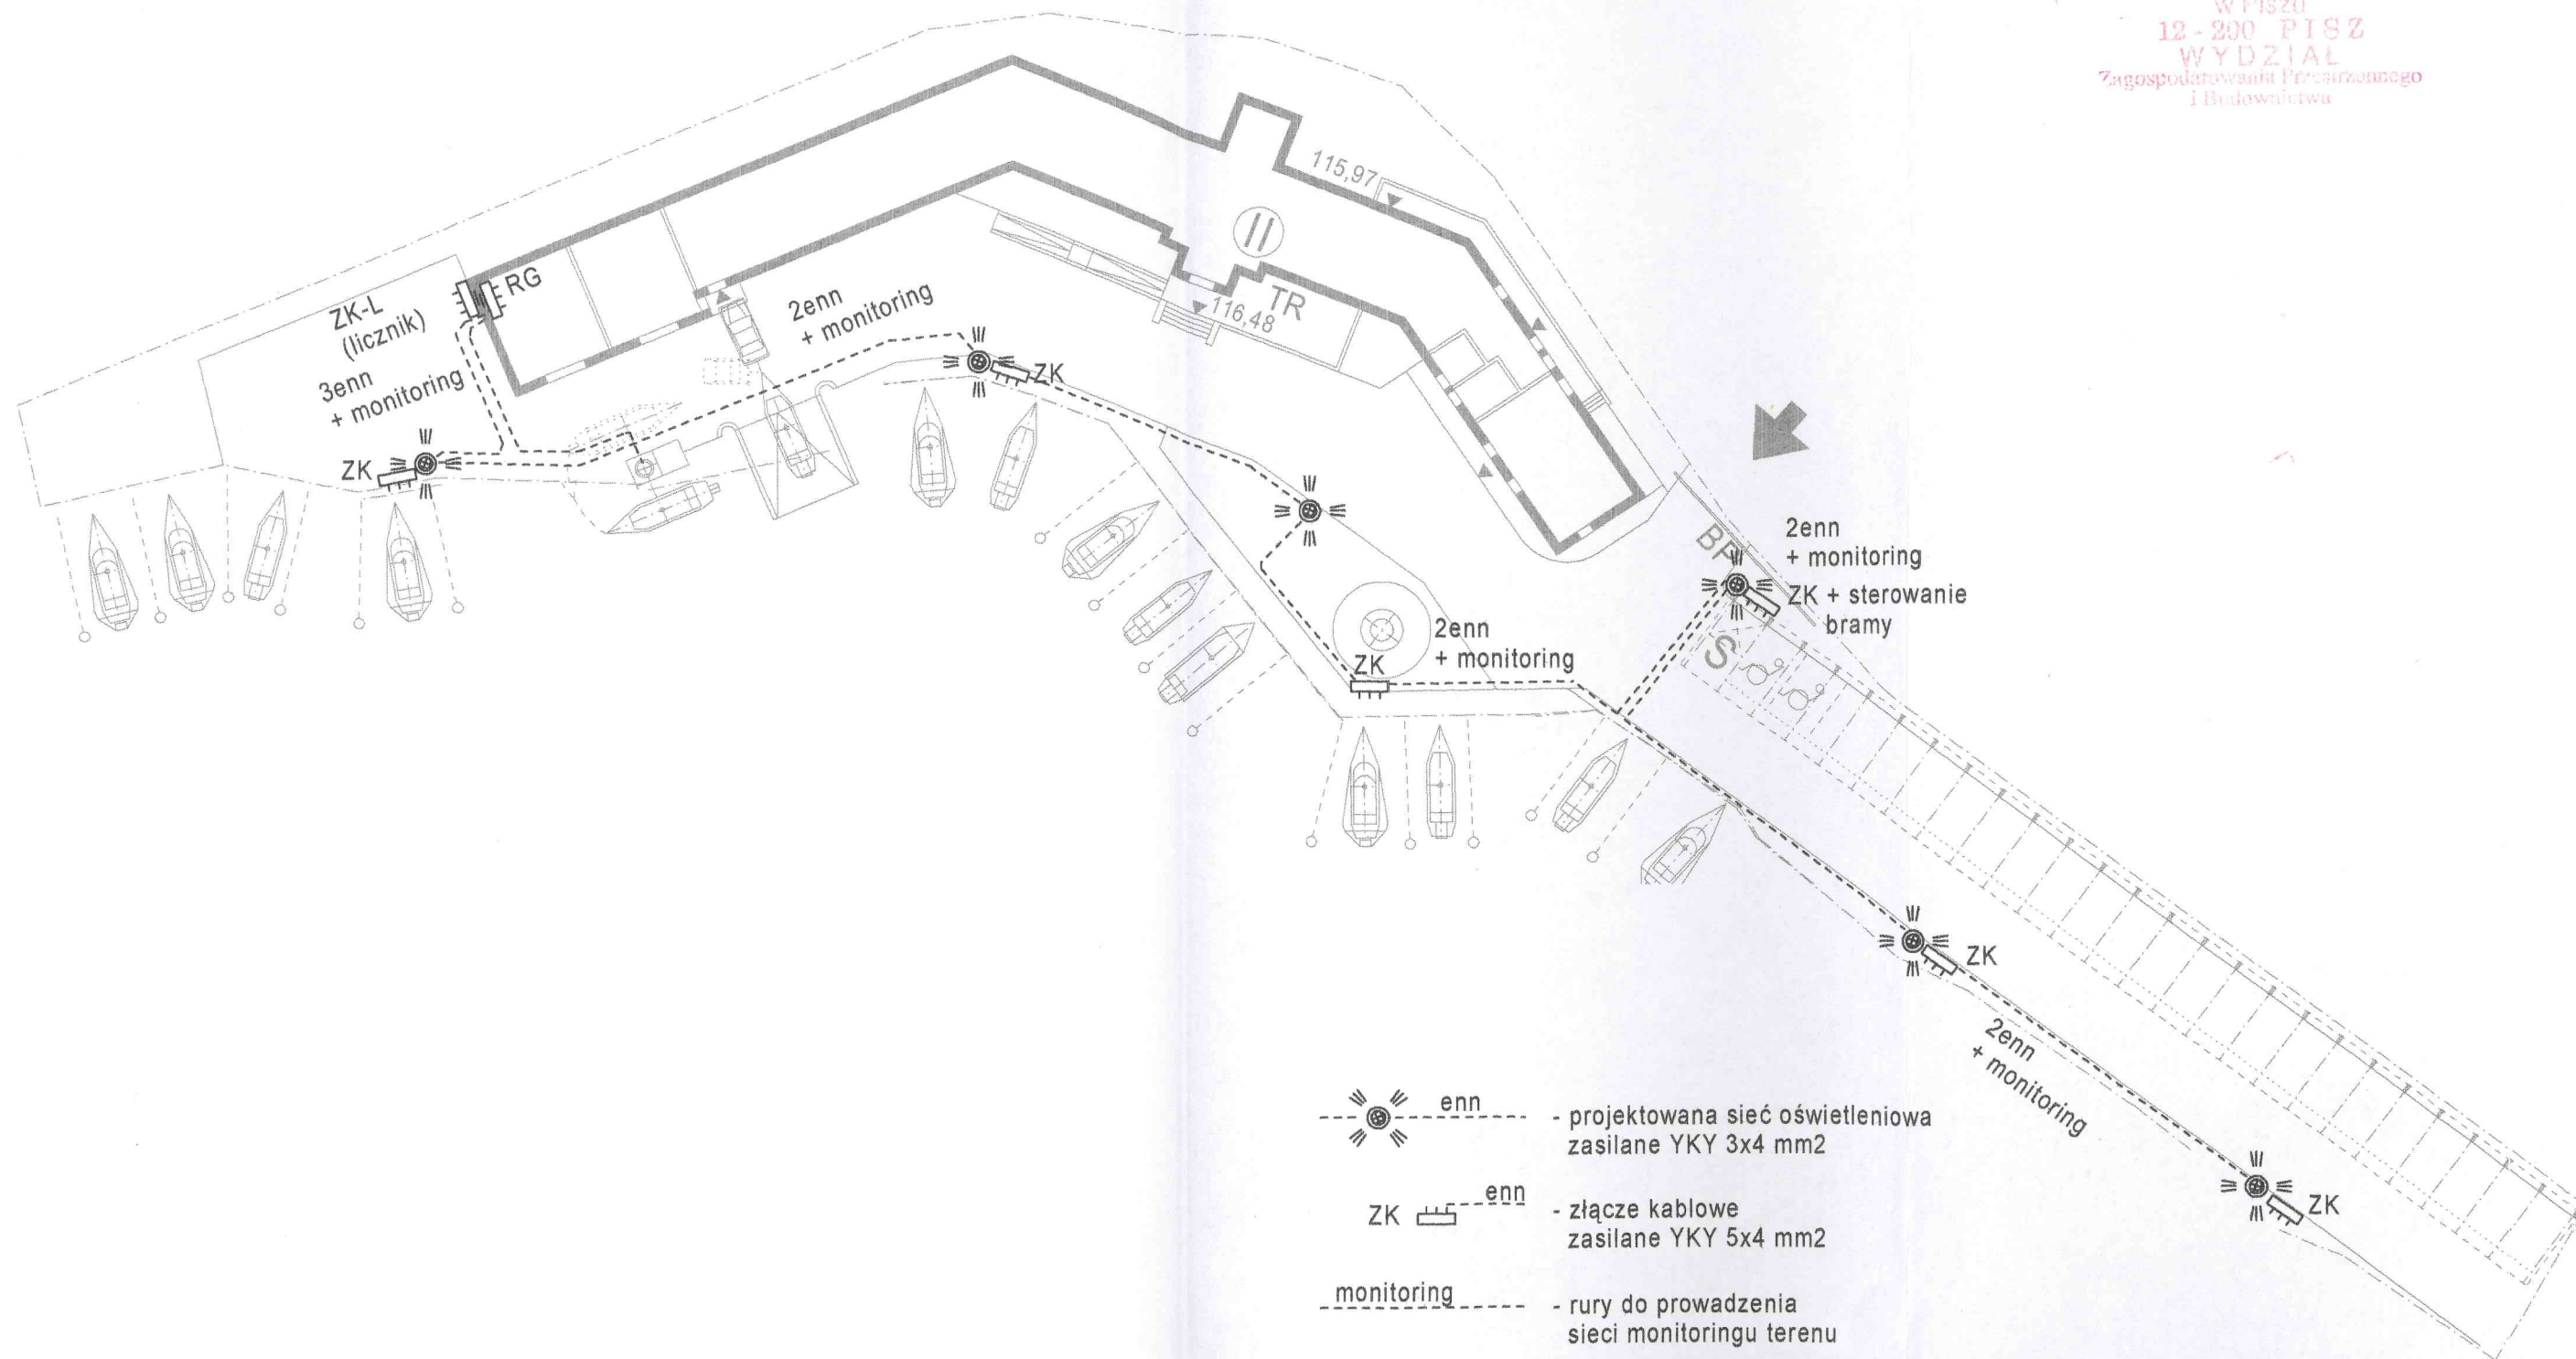 w Piszu
12-200 PISZ
WYDZIAŁ
Zagospodarowania Przestrzennego
i Budownictwa
115,97
II
RG
ZK-L
(licznik)
2enn
+ monitoring
TR
116,48
3enn
+ monitoring
ZK
ZK
BP
2enn
+ monitoring
ZK + sterowanie
bramy
S
2enn
+ monitoring
ZK
ZK
2enn
+ monitoring
ZK
enn
- projektowana sieć oświetleniowa
zasilane YKY 3x4 mm2
ZK
enn
- złącze kablowe
zasilane YKY 5x4 mm2
monitoring
- rury do prowadzenia
sieci monitoringu terenu